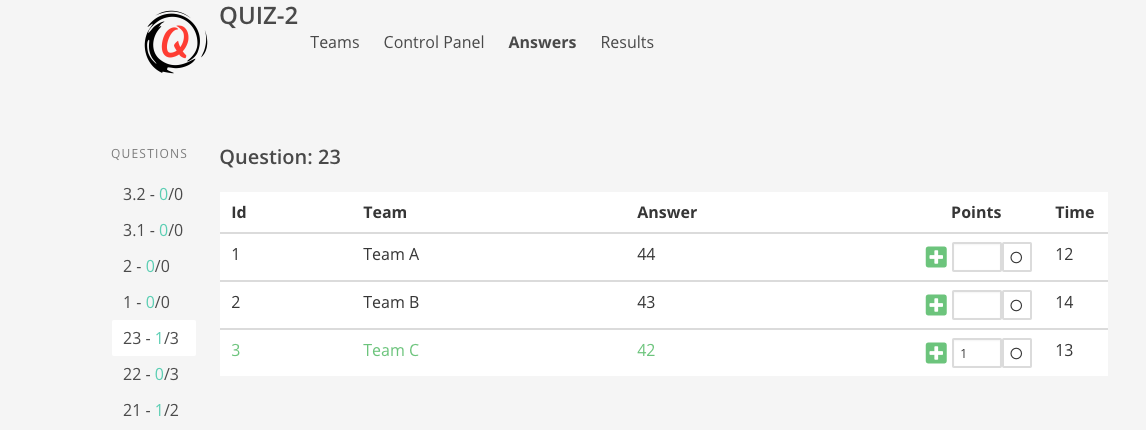 QUIZ-2
Q
Teams Control Panel Answers Results
QUESTIONS
3.2 - 0/0
3.1 - 0/0
2 - 0/0
1 - 0/0
23 - 1/3
22 - 0/3
21 - 1/2
Question: 23
Id Team Answer Points Time
1 Team A 44 12
2 Team B 43 14
3 Team C 42 1 13